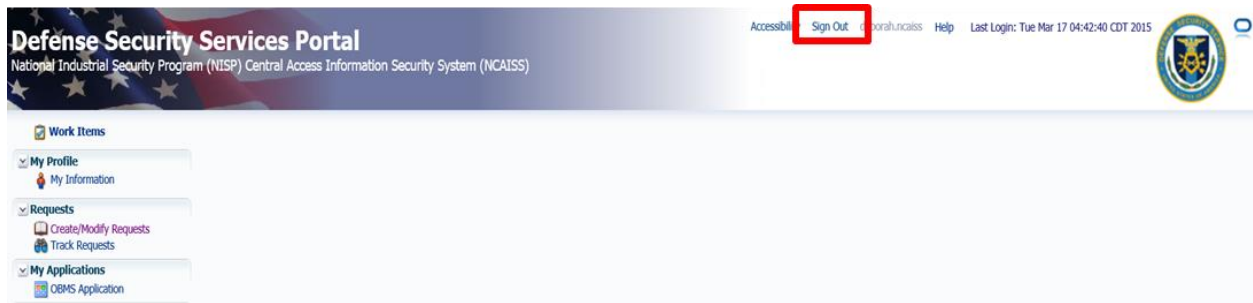 Accessibility Sign Out deborah.ncaiss Help Last Login: Tue Mar 17 04:42:40 CDT 2015
Defense Security Services Portal
National Industrial Security Program (NISP) Central Access Information Security System (NCAISS)
Work Items
My Profile
My Information
Requests
Create/Modify Requests
Track Requests
My Applications
OBMS Application